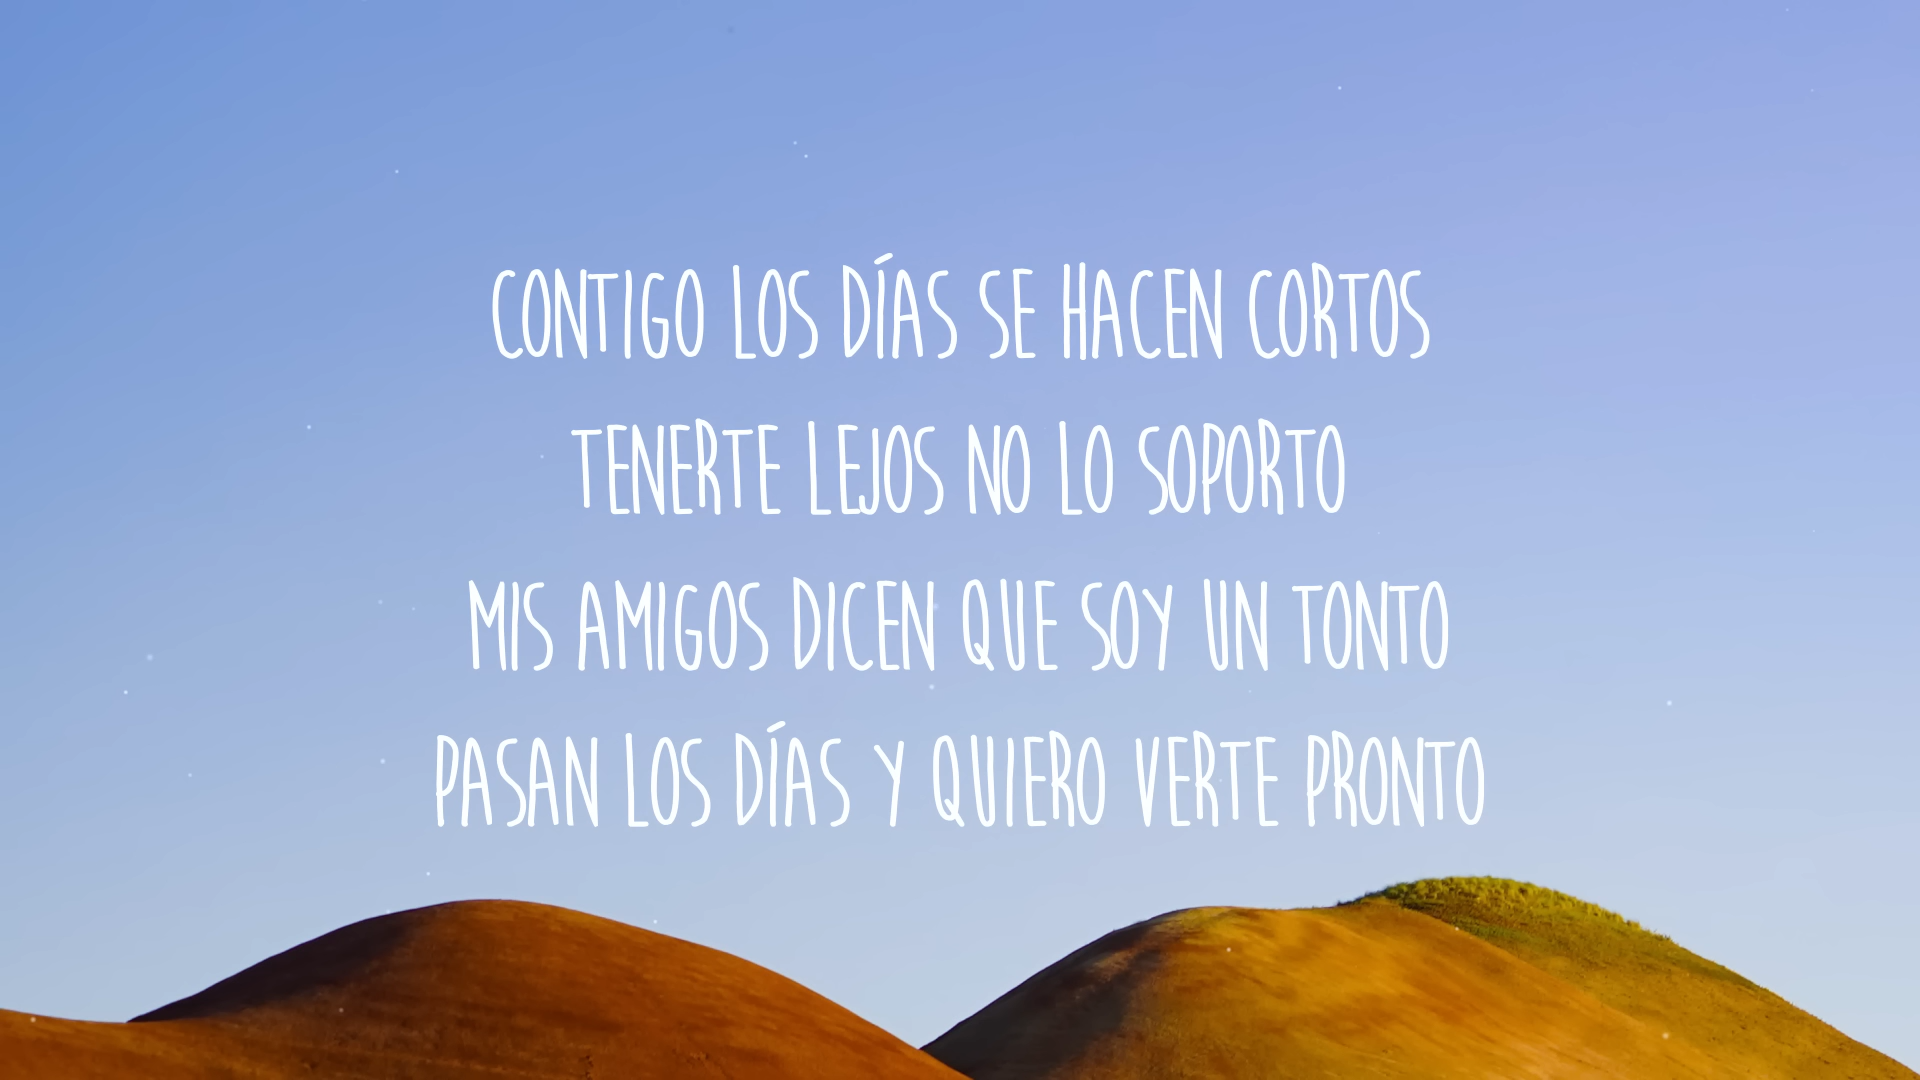 CONTIGO LOS DÍAS SE HACEN CORTOS
TENERTE LEJOS NO LO SOPORTO
MIS AMIGOS DICEN QUE SOY UN TONTO
PASAN LOS DÍAS Y QUIERO VERTE PRONTO